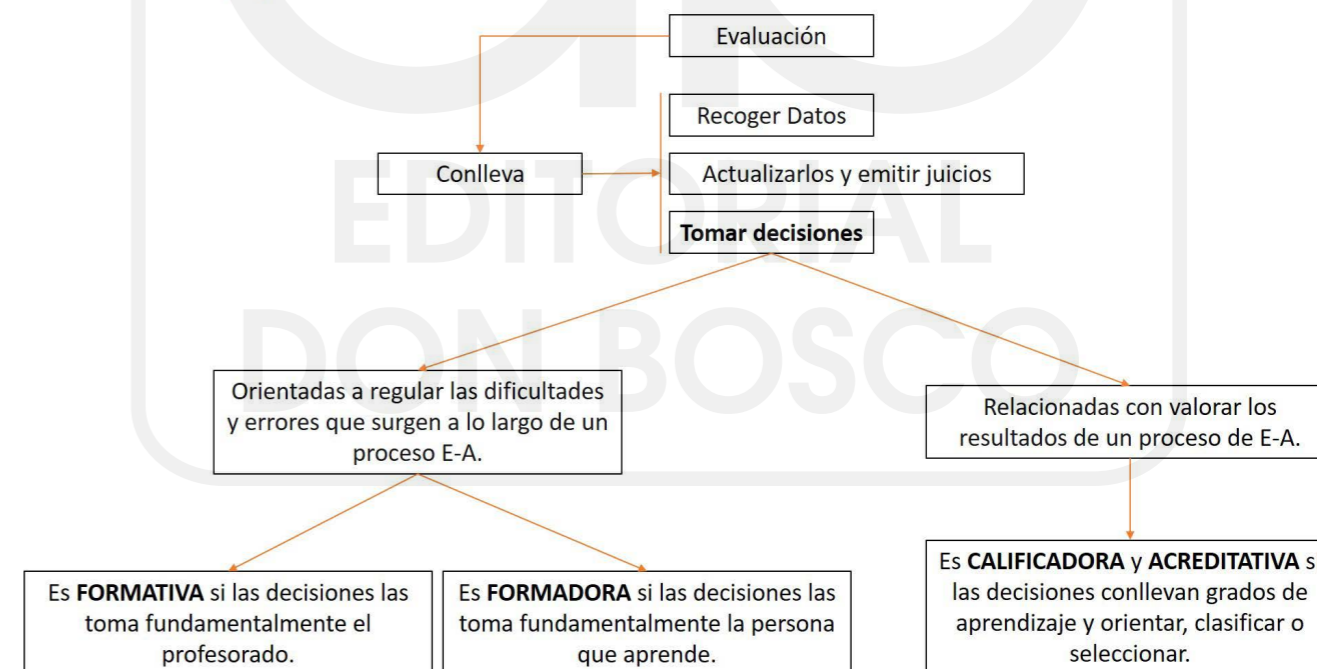 Evaluación
Recoger Datos
Conlleva
Actualizarlos y emitir juicios
Tomar decisiones
EDITORIAL
DON BOSCO
Orientadas a regular las dificultades
y errores que surgen a lo largo de un
proceso E-A.
Relacionadas con valorar los
resultados de un proceso de E-A.
Es FORMATIVA si las decisiones las
toma fundamentalmente el
profesorado.
Es FORMADORA si las decisiones las
toma fundamentalmente la persona
que aprende.
Es CALIFICADORA y ACREDITATIVA s
las decisiones conllevan grados de
aprendizaje y orientar, clasificar o
seleccionar.